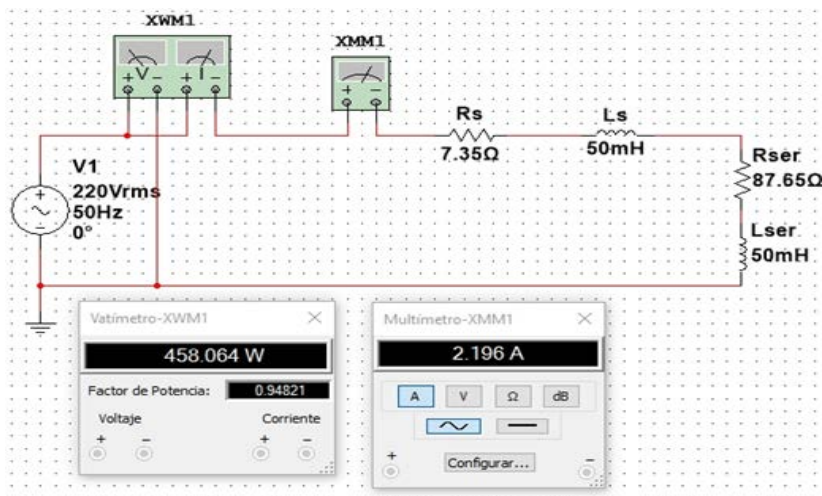 XWM1
V I
+ - + -
XMM1
+ -
Rs
7.35Ω
Ls
50mH
Rser
87.65Ω
Lser
50mH
V1
220Vrms
50Hz
0°
Vatímetro-XWM1
458.064 W
Factor de Potencia: 0.94821
Voltaje Corriente
+ - + -
Multímetro-XMM1
2.196 A
A V Ω dB
Configurar...
+ -